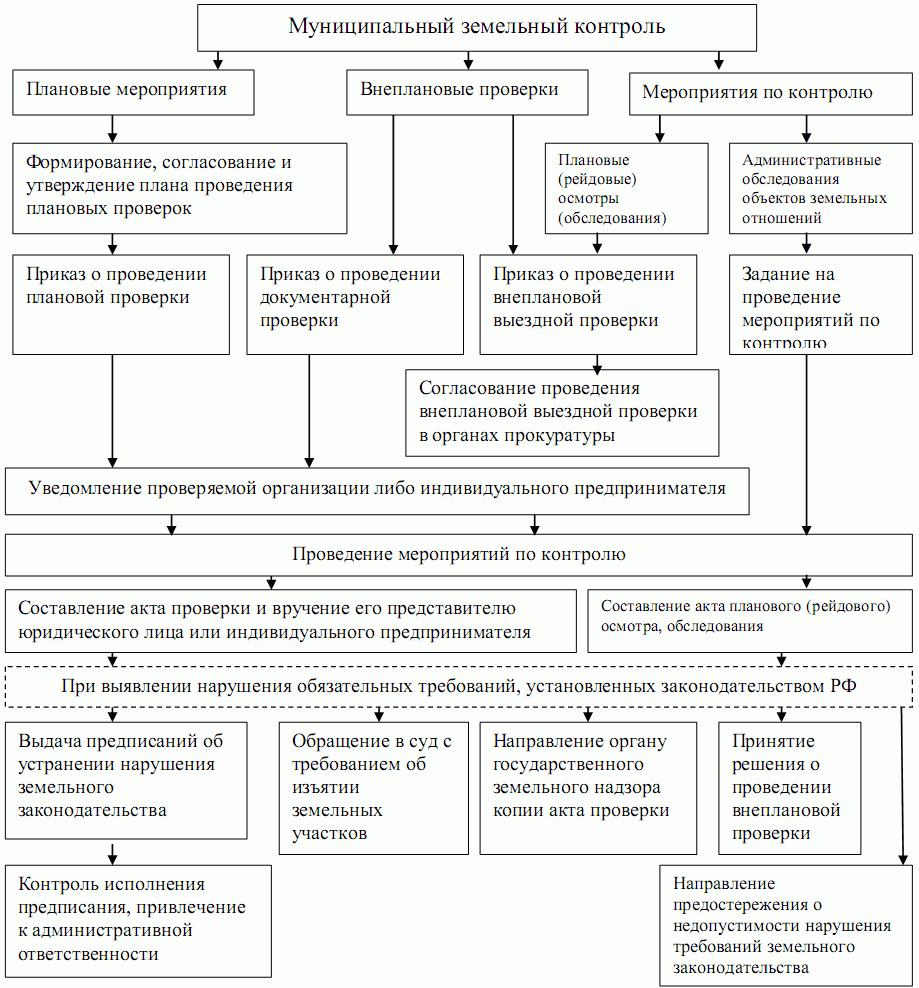 Муниципальный земельный контроль
Плановые мероприятия
Внеплановые проверки
Мероприятия по контролю
Формирование, согласование и
утверждение плана проведения
плановых проверок
Плановые
(рейдовые)
осмотры
(обследования)
Административные
обследования
объектов земельных
отношений
Приказ о проведении
плановой проверки
Приказ о проведении
документарной
проверки
Приказ о проведении
внеплановой
выездной проверки
Задание на
проведение
мероприятий по
контролю
Согласование проведения
внеплановой выездной проверки
в органах прокуратуры
Уведомление проверяемой организации либо индивидуального предпринимателя
Проведение мероприятий по контролю
Составление акта проверки и вручение его представителю
юридического лица или индивидуального предпринимателя
Составление акта планового (рейдового)
осмотра, обследования
При выявлении нарушения обязательных требований, установленных законодательством РФ
Выдача предписаний об
устранении нарушения
земельного
законодательства
Обращение в суд с
требованием об
изъятии
земельных
участков
Направление органу
государственного
земельного надзора
копии акта проверки
Принятие
решения о
проведении
внеплановой
проверки
Контроль исполнения
предписания, привлечение
к административной
ответственности
Направление
предостережения о
недопустимости нарушения
требований земельного
законодательства